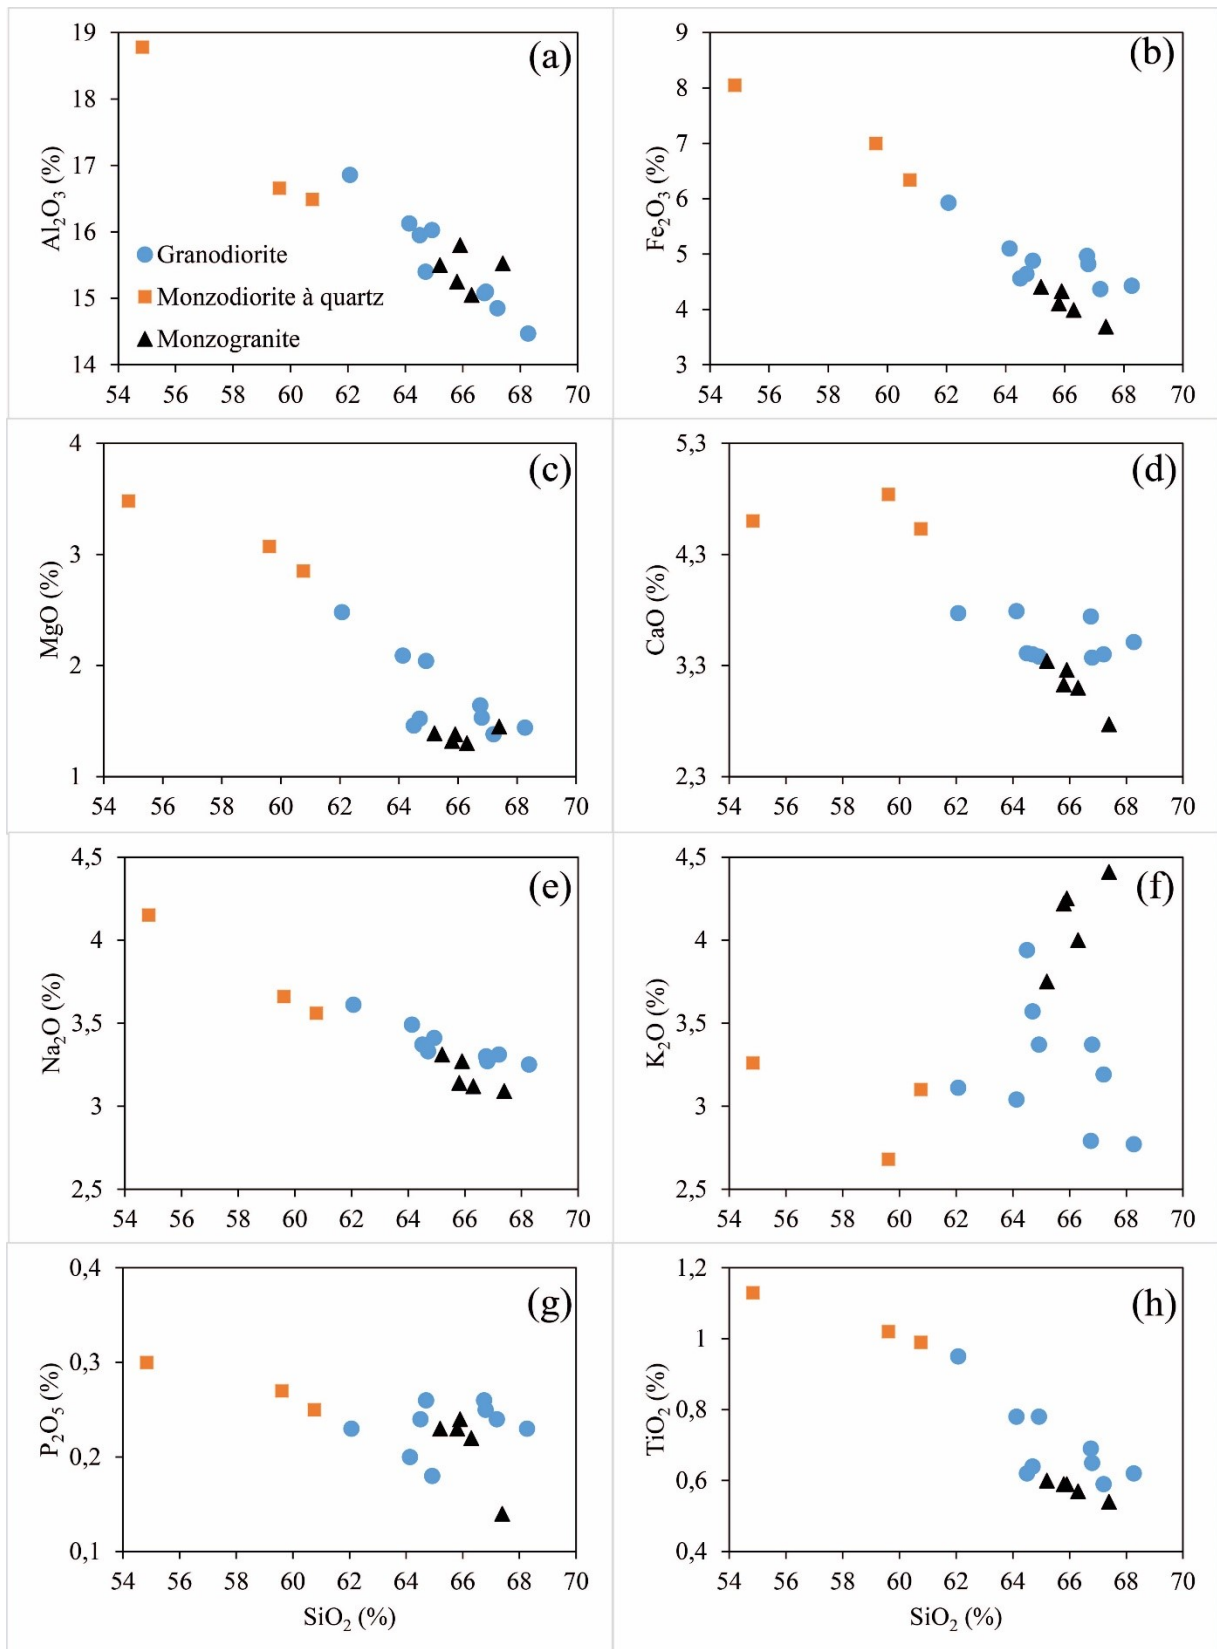 (a)
19
18
17
16
15
14
Al₂O₃ (%)
Granodiorite
Monzodiorite à quartz
Monzogranite
54 56 58 60 62 64 66 68 70
(b)
9
8
7
6
5
4
3
Fe₂O₃ (%)
54 56 58 60 62 64 66 68 70
(c)
4
3
2
1
MgO (%)
54 56 58 60 62 64 66 68 70
(d)
5,3
4,3
3,3
2,3
CaO (%)
54 56 58 60 62 64 66 68 70
(e)
4,5
4
3,5
3
2,5
Na₂O (%)
54 56 58 60 62 64 66 68 70
(f)
4,5
4
3,5
3
2,5
K₂O (%)
54 56 58 60 62 64 66 68 70
(g)
0,4
0,3
0,2
0,1
P₂O₅ (%)
54 56 58 60 62 64 66 68 70
SiO₂ (%)
(h)
1,2
1
0,8
0,6
0,4
TiO₂ (%)
54 56 58 60 62 64 66 68 70
SiO₂ (%)